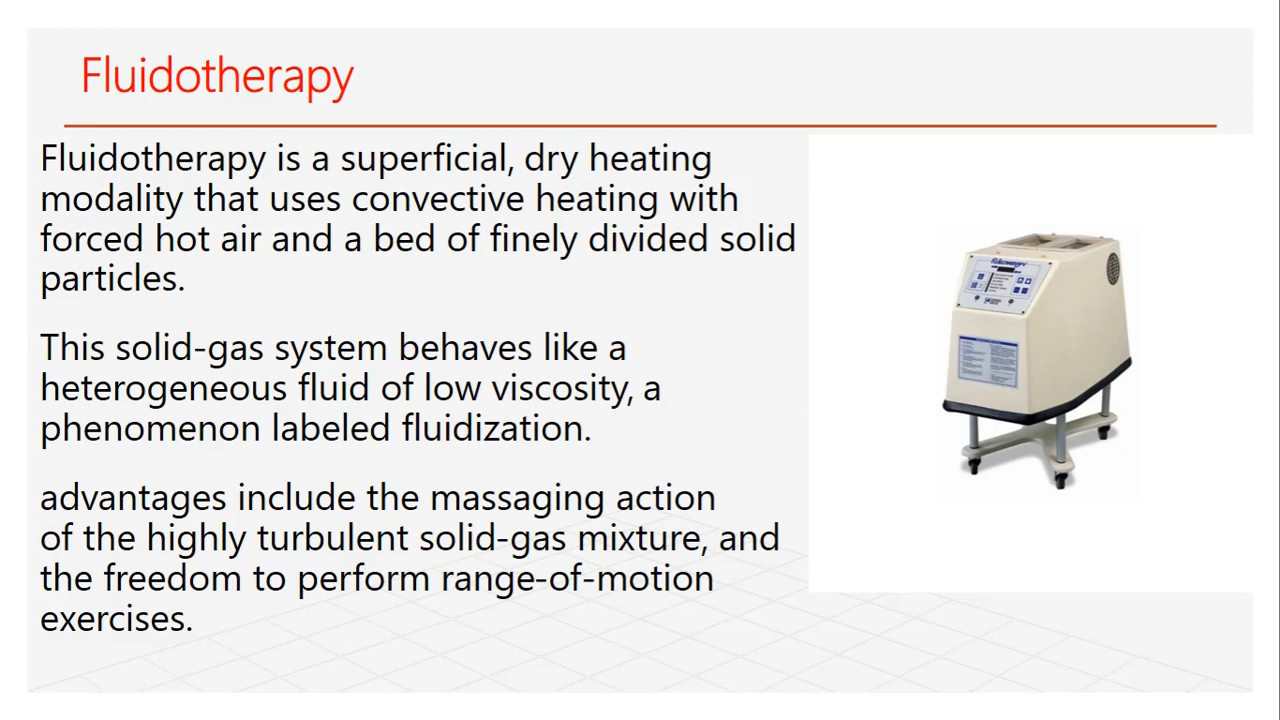 Fluidotherapy
Fluidotherapy is a superficial, dry heating
modality that uses convective heating with
forced hot air and a bed of finely divided solid
particles.
This solid-gas system behaves like a
heterogeneous fluid of low viscosity, a
phenomenon labeled fluidization.
advantages include the massaging action
of the highly turbulent solid-gas mixture, and
the freedom to perform range-of-motion
exercises.
Fluidotherapy